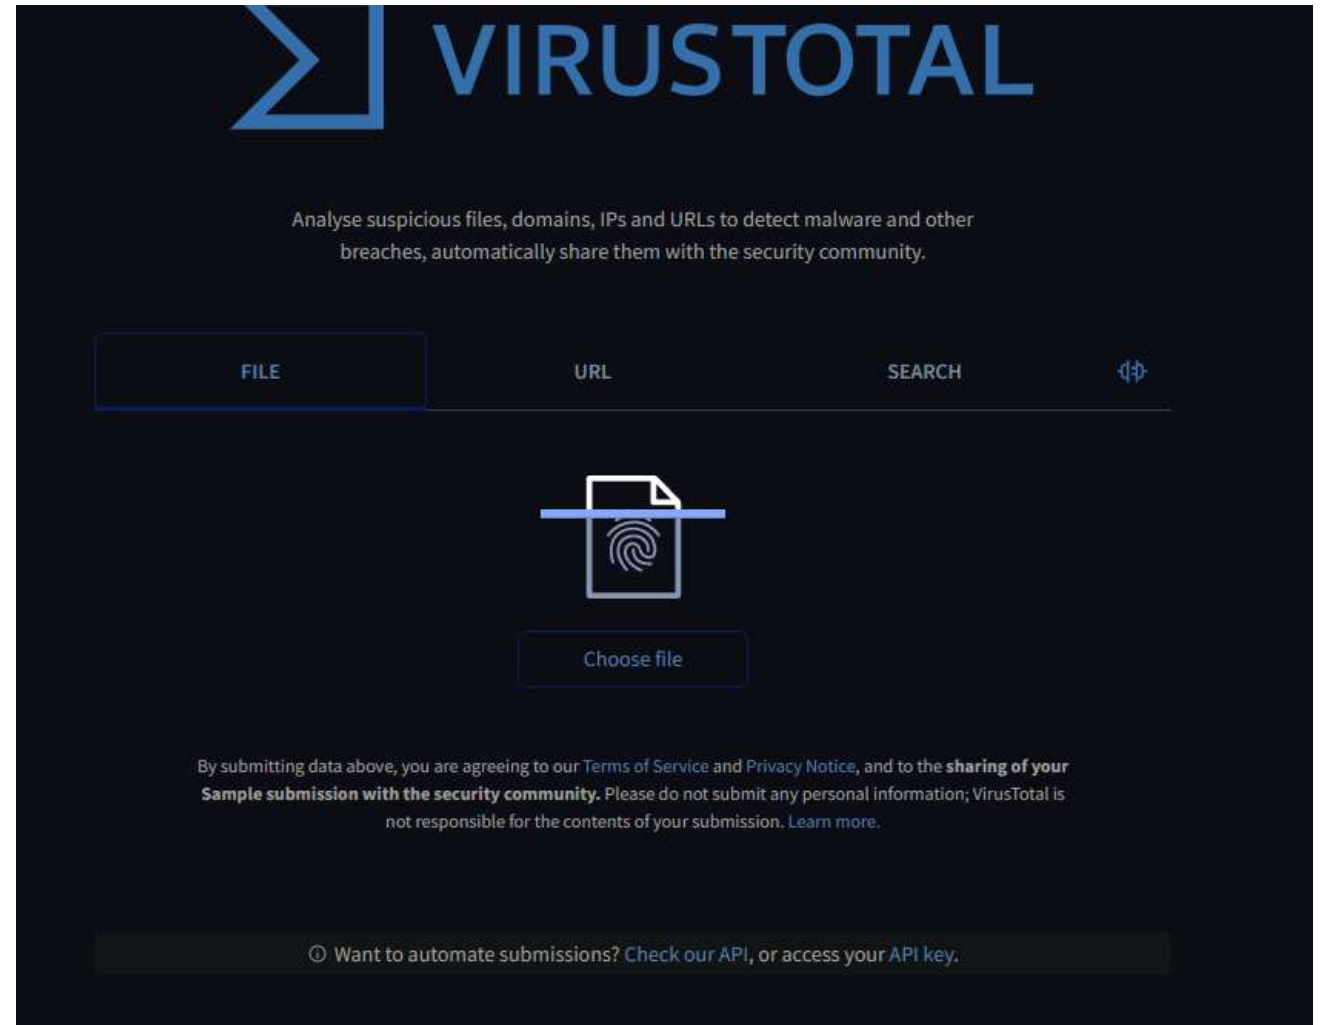 VIRUSTOTAL
Analyse suspicious files, domains, IPs and URLs to detect malware and other
breaches, automatically share them with the security community.
FILE URL SEARCH
Choose file
By submitting data above, you are agreeing to our Terms of Service and Privacy Notice, and to the sharing of your
Sample submission with the security community. Please do not submit any personal information; VirusTotal is
not responsible for the contents of your submission. Learn more.
Want to automate submissions? Check our API, or access your API key.